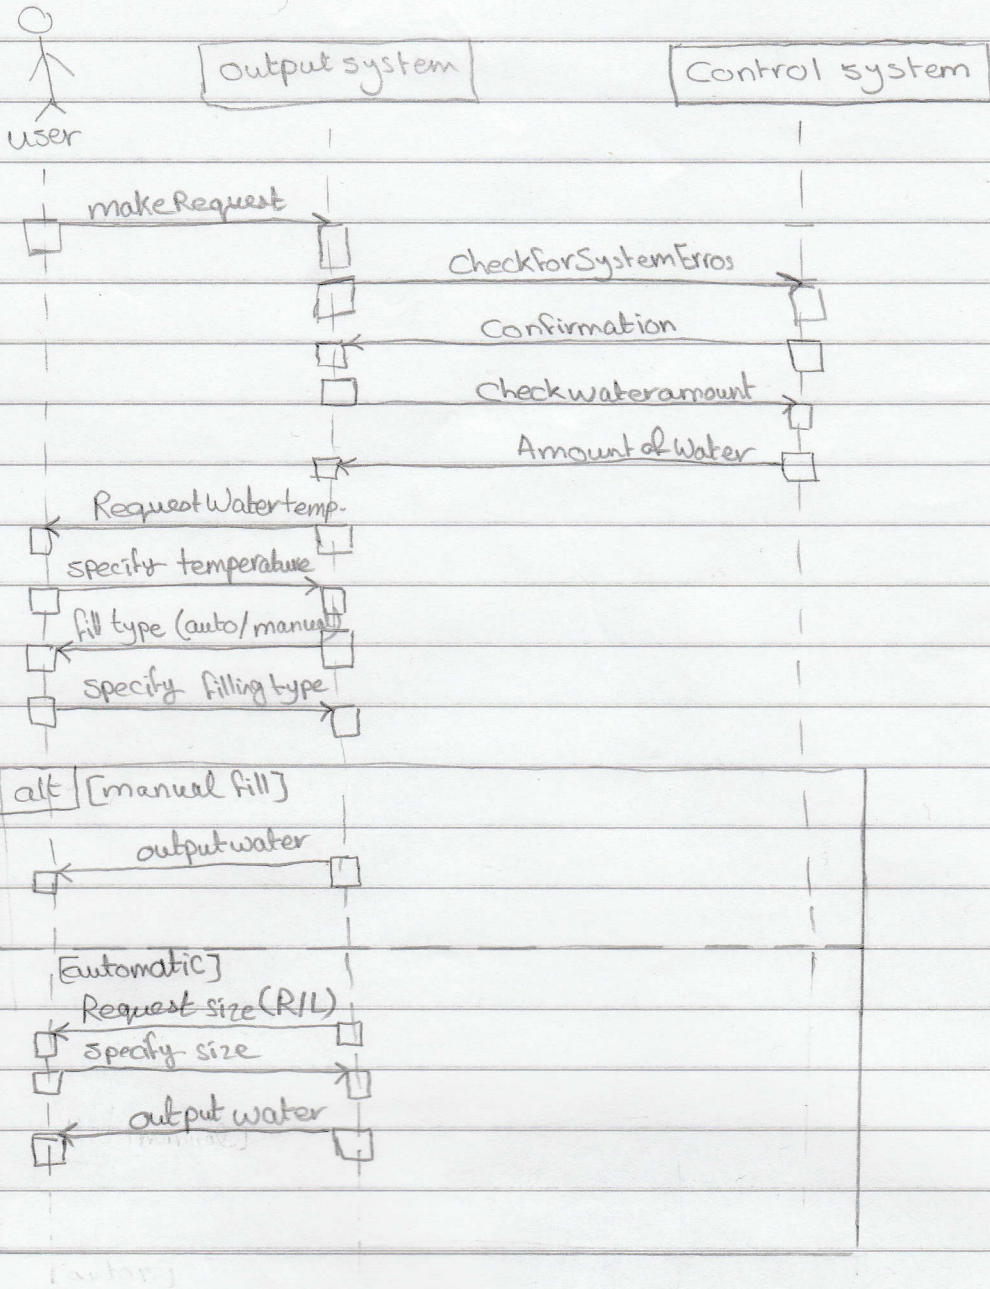 output system
Control system
user
makeRequest
CheckforSystemErros
Confirmation
Checkwateramount
AmountofWater
RequestWatertemp.
specify temperature
fill type (auto/manual)
specify filling type
alt [manual fill]
outputwater
[automatic]
Request size (R/L)
specify size
output water